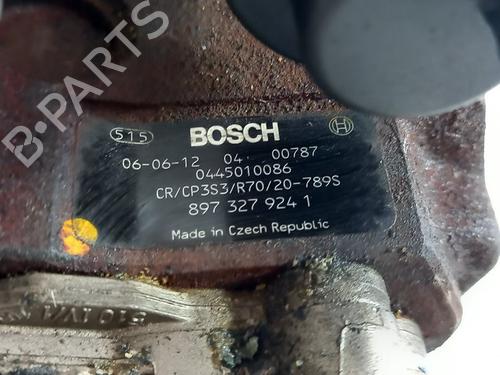 515 BOSCH
06-06-12 04 00787
0445010086
CR/CP3S3/R70/20-789S
897 327 924 1
Made in Czech Republic
B-PARTS